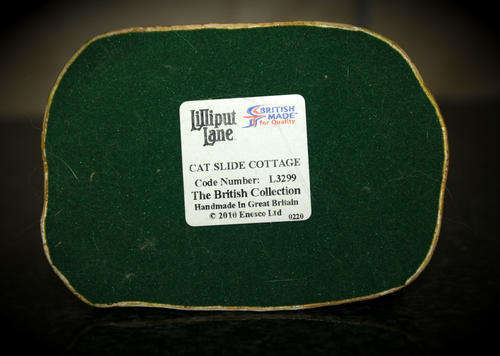 Lilliput
Lane
BRITISH
MADE™
for Quality
CAT SLIDE COTTAGE
Code Number: L3299
The British Collection
Handmade In Great Britain
© 2010 Enesco Ltd
0220